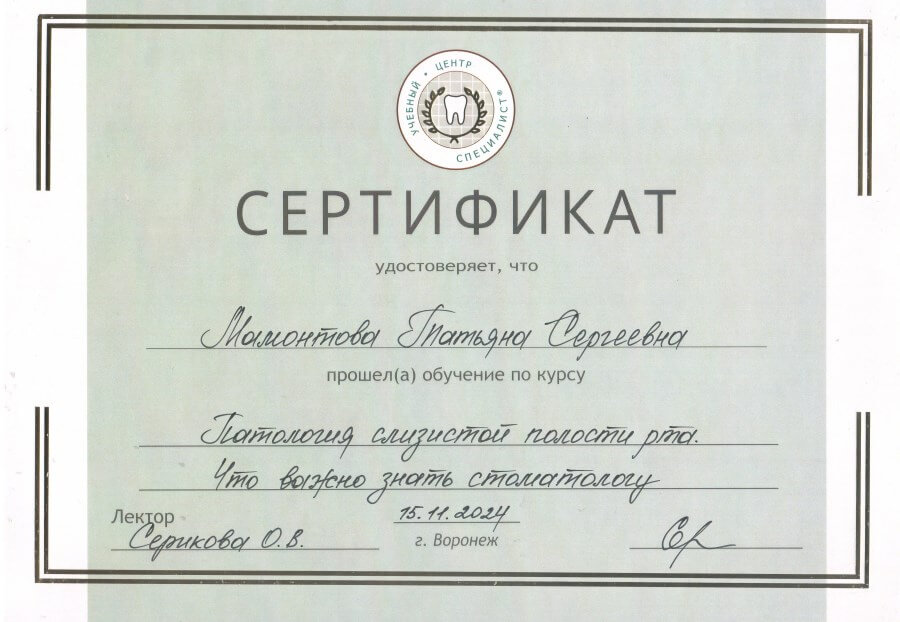 УЧЕБНЫЙ • ЦЕНТР
СПЕЦИАЛИСТ®
СЕРТИФИКАТ
удостоверяет, что
Мамонтова Татьяна Сергеевна
прошел(а) обучение по курсу
Патология слизистой полости рта.
Что важно знать стоматологу
Лектор
Серикова О.В.
15.11.2024
г. Воронеж